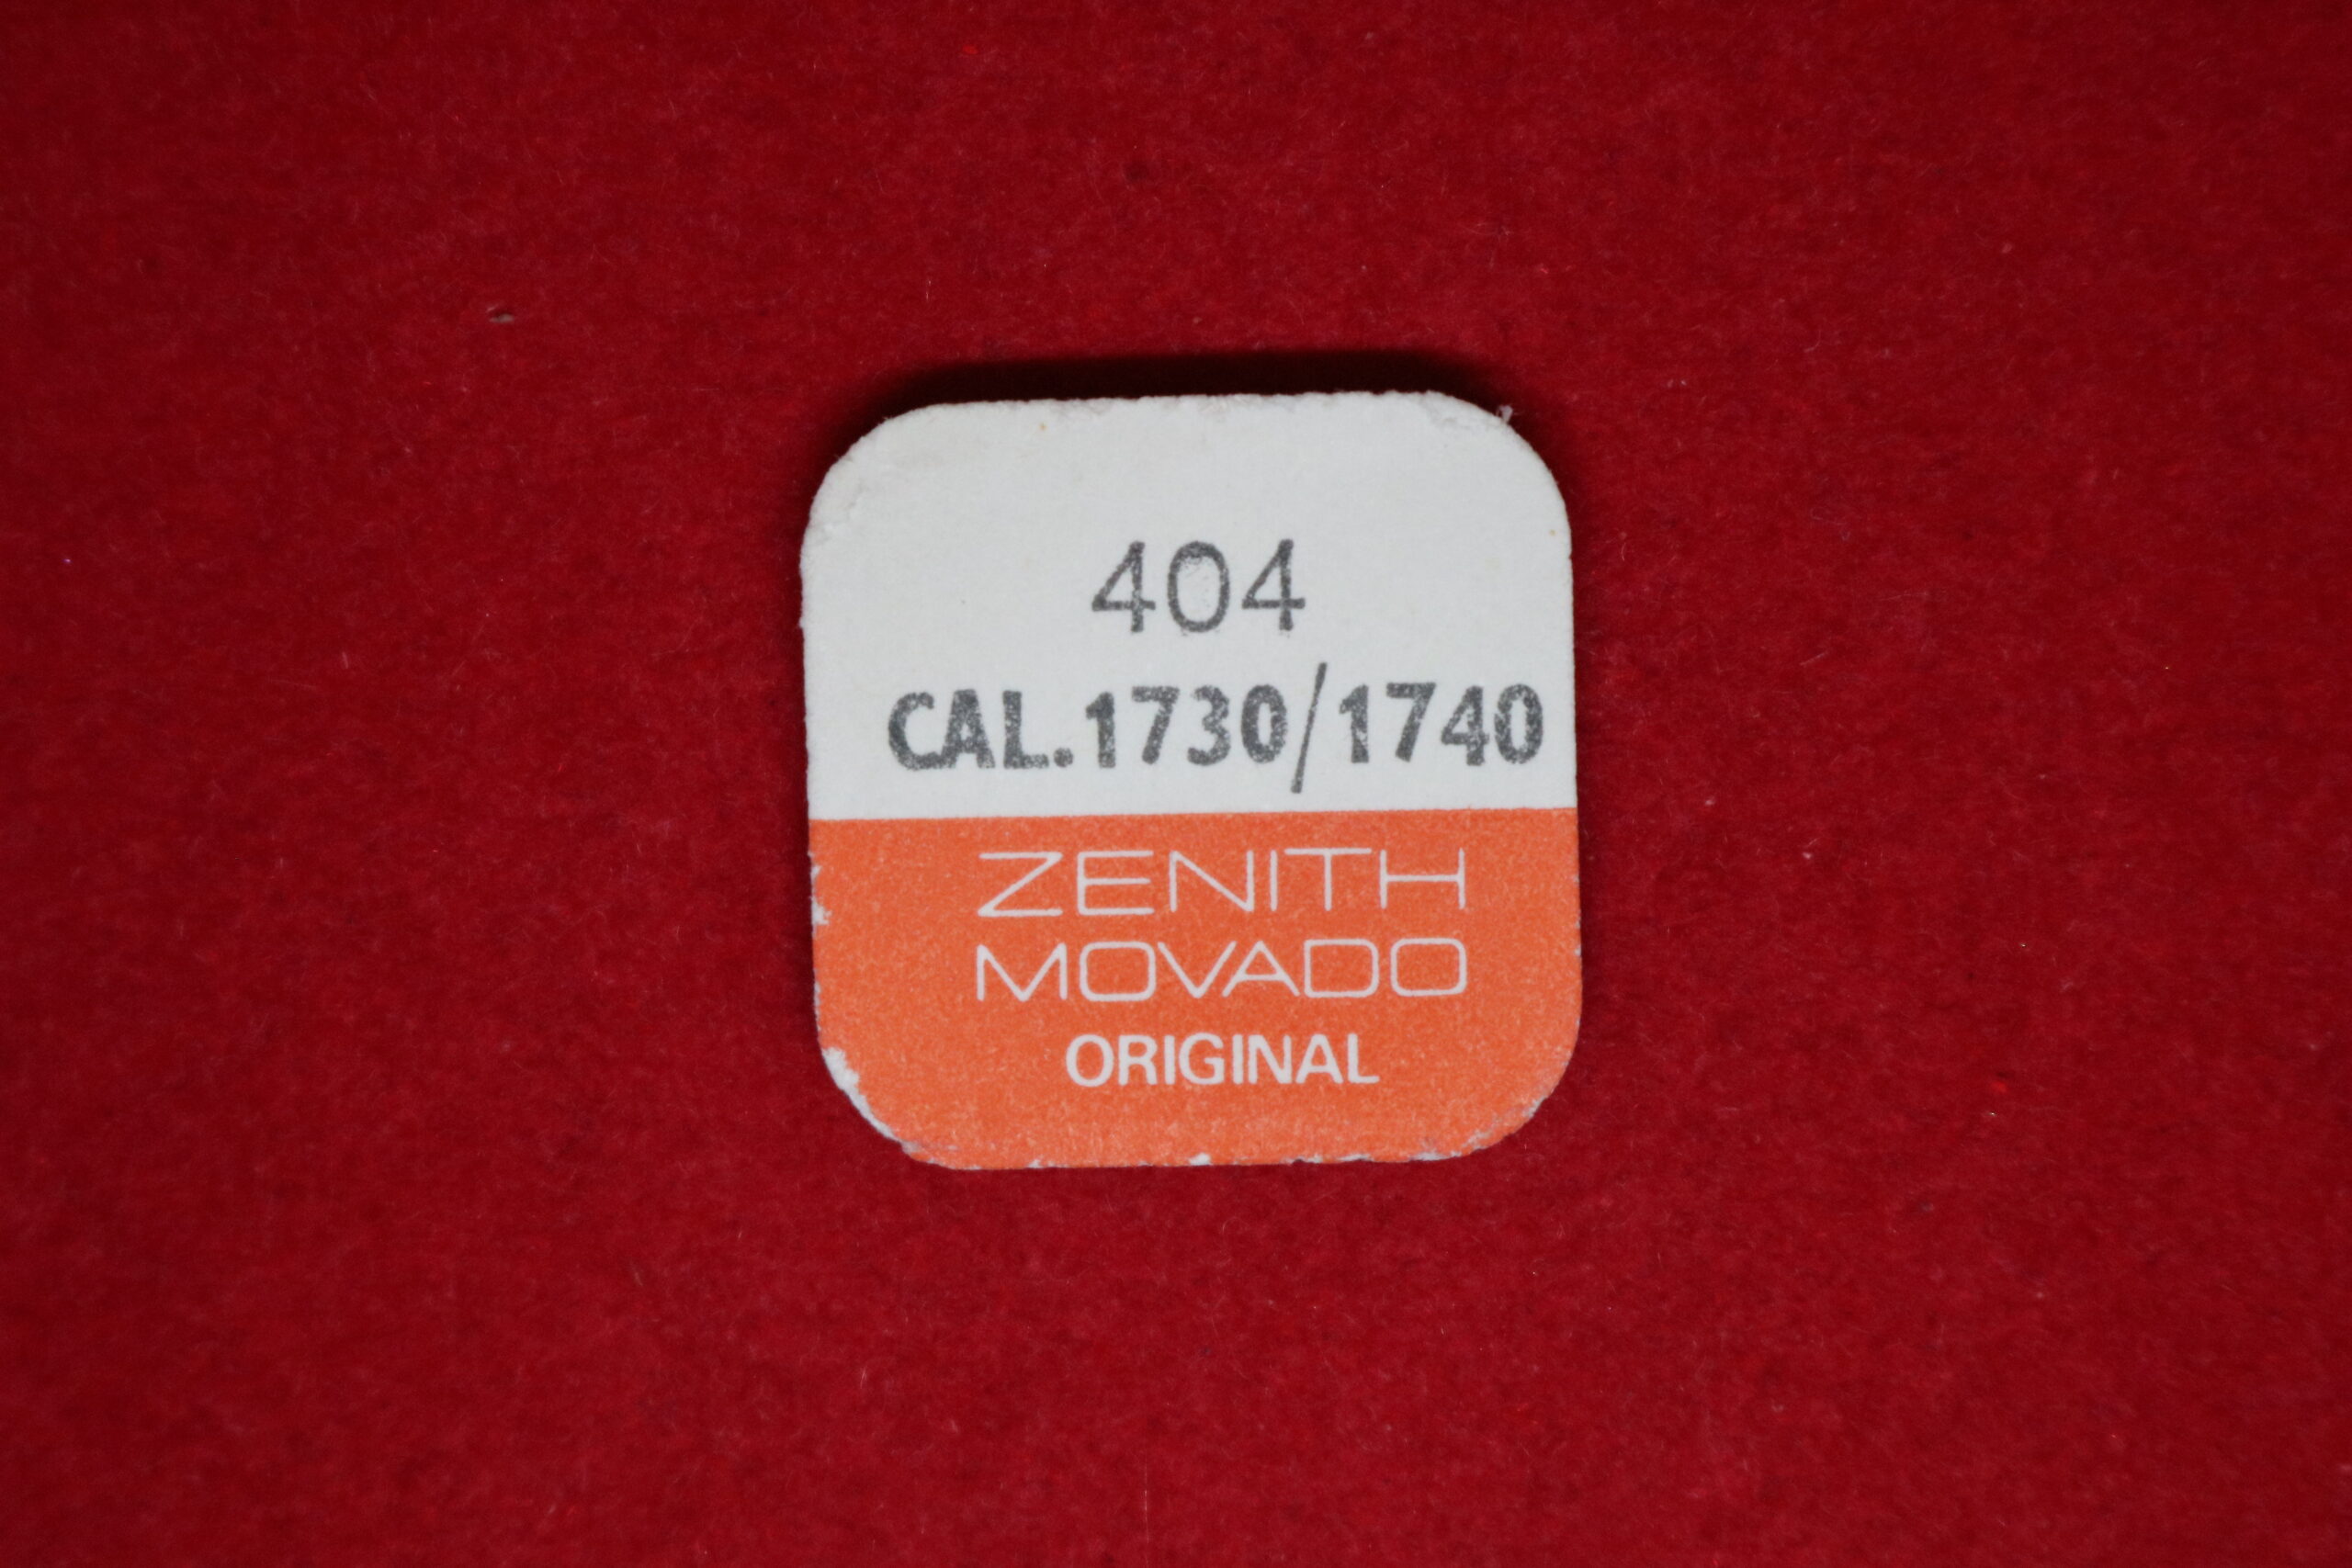 404
CAL.1730/1740
ZENITH
MOVADO
ORIGINAL